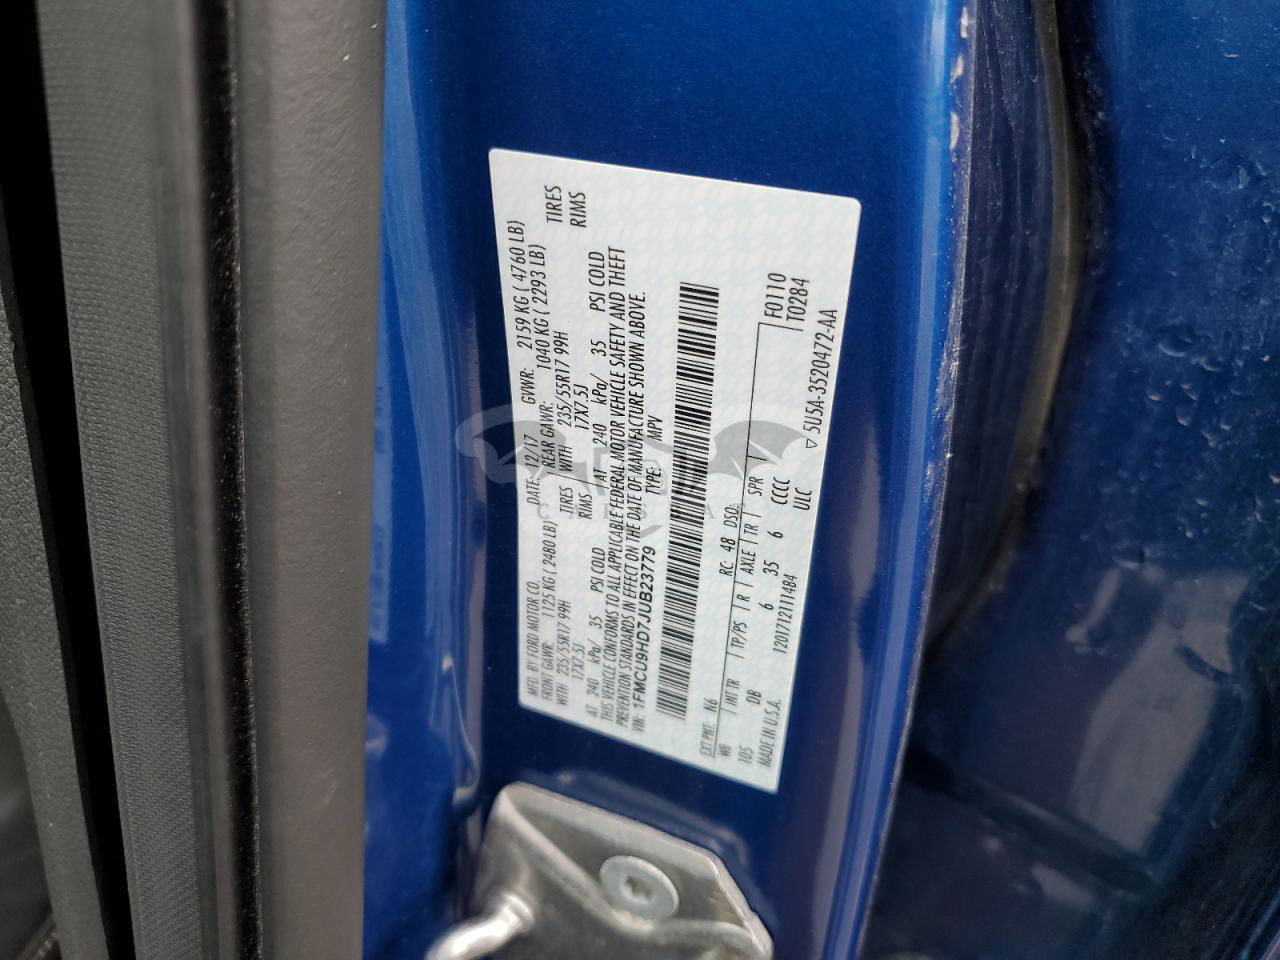 MFD. BY FORD MOTOR CO. DATE: 12/17 GVWR: 2159 KG ( 4760 LB)
FRONT GAWR: 1125 KG ( 2480 LB) REAR GAWR: 1040 KG ( 2293 LB)
WITH 235/55R17 99H TIRES WITH 235/55R17 99H TIRES
17X7.5J RIMS 17X7.5J RIMS
AT 240 kPa/ 35 PSI COLD AT 240 kPa/ 35 PSI COLD
THIS VEHICLE CONFORMS TO ALL APPLICABLE FEDERAL MOTOR VEHICLE SAFETY AND THEFT
PREVENTION STANDARDS IN EFFECT ON THE DATE OF MANUFACTURE SHOWN ABOVE.
VIN: 1FMCU9HD7JUB23779 TYPE: MPV
EXT PNT: N6 RC: 48 DSO: F0110
WB INT TR TP/PS R AXLE TR SPR T0284
105 DB 6 35 6 CCCC
MADE IN U.S.A. 1201712111484 ULC 5U5A-3520472-AA